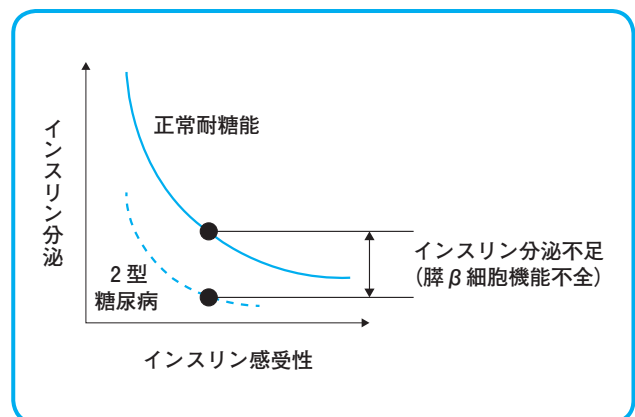 正常耐糖能
インスリン分泌
2型
糖尿病
インスリン分泌不足
(膵β細胞機能不全)
インスリン感受性